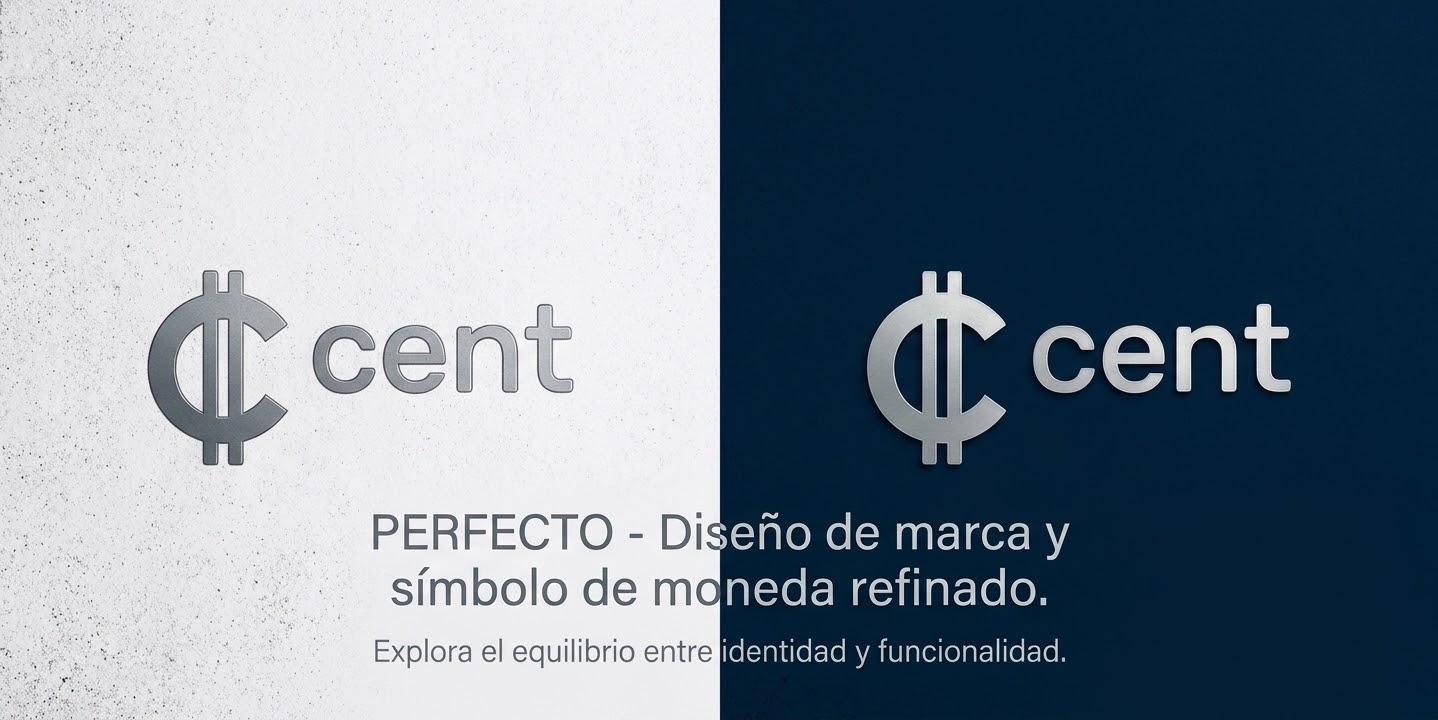 cent
cent
PERFECTO - Diseño de marca y
símbolo de moneda refinado.
Explora el equilibrio entre identidad y funcionalidad.